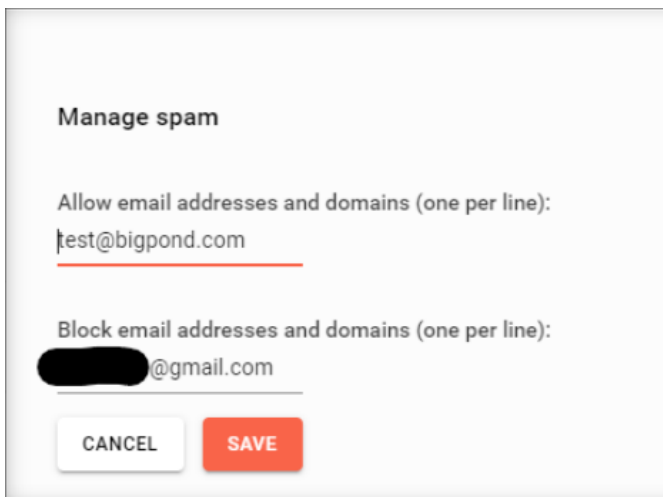 Manage spam
Allow email addresses and domains (one per line):
test@bigpond.com
Block email addresses and domains (one per line):
@gmail.com
CANCEL SAVE